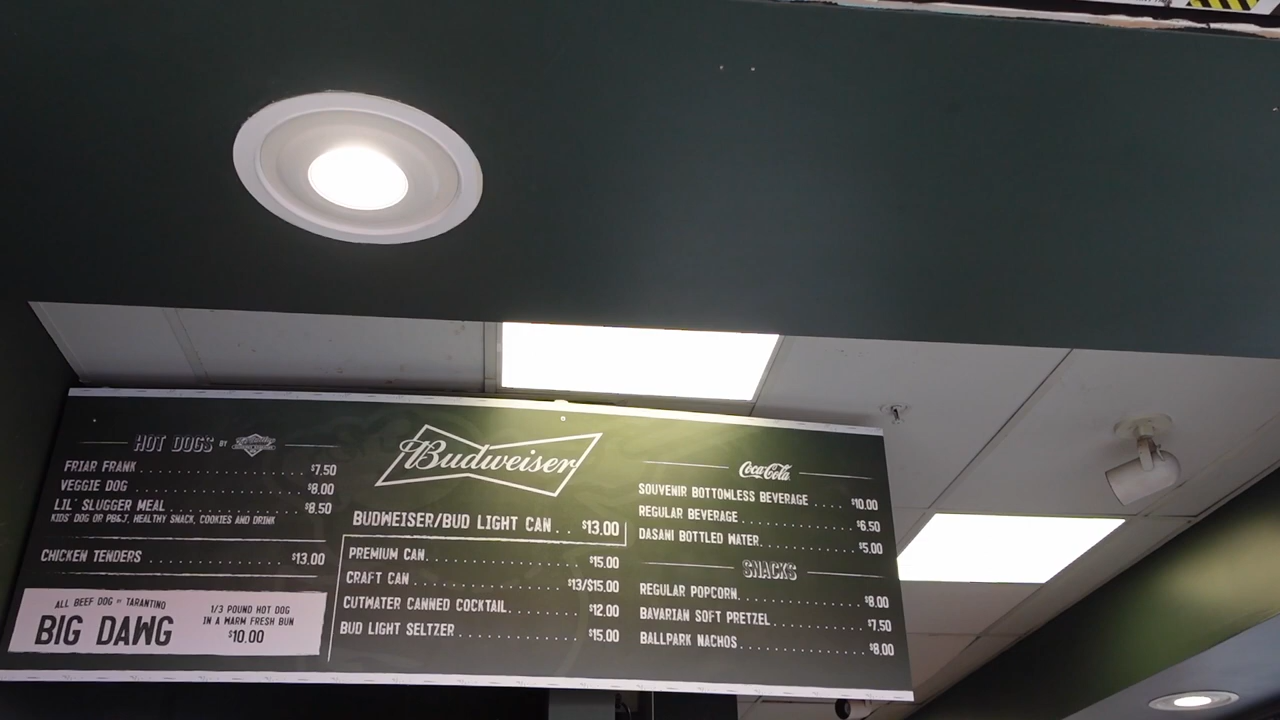 HOT DOGS BY
FRIAR FRANK $7.50
VEGGIE DOG $8.00
LIL' SLUGGER MEAL $8.50
KIDS' DOG OR PB&J, HEALTHY SNACK, COOKIES AND DRINK
CHICKEN TENDERS $13.00
ALL BEEF DOG BY TARANTINO
BIG DAWG
1/3 POUND HOT DOG
IN A WARM FRESH BUN
$10.00
Budweiser
BUDWEISER/BUD LIGHT CAN $13.00
PREMIUM CAN $15.00
CRAFT CAN $13/$15.00
CUTWATER CANNED COCKTAIL $12.00
BUD LIGHT SELTZER $15.00
Coca-Cola
SOUVENIR BOTTOMLESS BEVERAGE $10.00
REGULAR BEVERAGE $6.50
DASANI BOTTLED WATER $5.00
SNACKS
REGULAR POPCORN $8.00
BAVARIAN SOFT PRETZEL $7.50
BALLPARK NACHOS $8.00